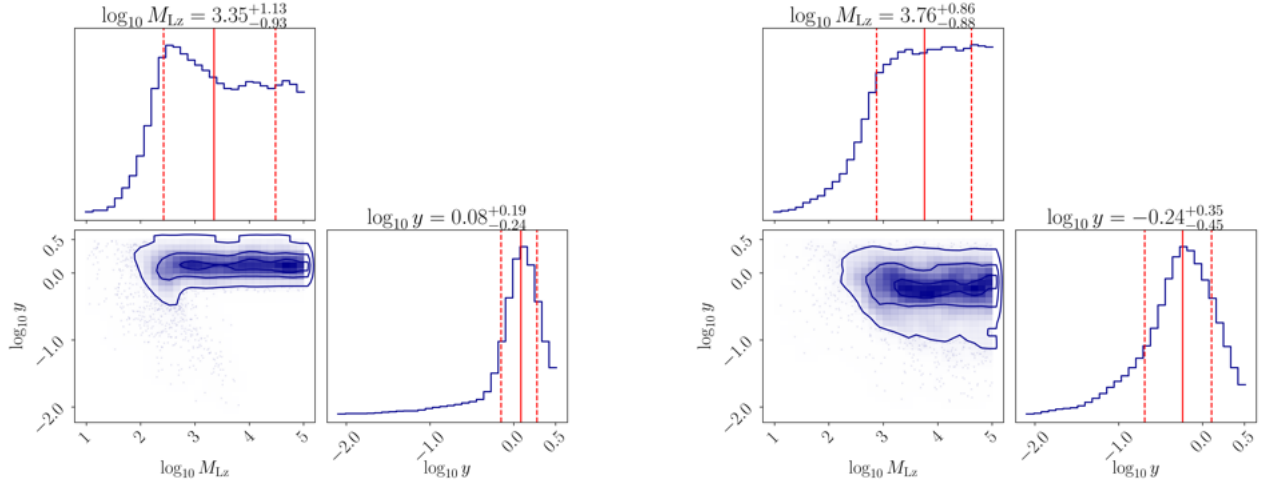 log₁₀ M_Lz = 3.35^{+1.13}_{−0.93}
log₁₀ y = 0.08^{+0.19}_{−0.24}
0.5
0.0
−1.0
−2.0
log₁₀ y
1 2 3 4 5
log₁₀ M_Lz
−2.0 −1.0 0.0 0.5
log₁₀ y
log₁₀ M_Lz = 3.76^{+0.86}_{−0.88}
log₁₀ y = −0.24^{+0.35}_{−0.45}
0.5
0.0
−1.0
−2.0
log₁₀ y
1 2 3 4 5
log₁₀ M_Lz
−2.0 −1.0 0.0 0.5
log₁₀ y